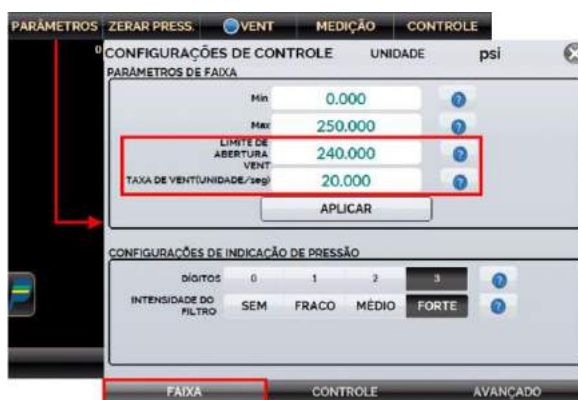 PARÂMETROS ZERAR PRESS. VENT MEDIÇÃO CONTROLE
0
CONFIGURAÇÕES DE CONTROLE UNIDADE psi
PARÂMETROS DE FAIXA
Min 0.000 ?
Max 250.000 ?
LIMITE DE
ABERTURA 240.000 ?
VENT
TAXA DE VENT(UNIDADE/seg) 20.000 ?
APLICAR
CONFIGURAÇÕES DE INDICAÇÃO DE PRESSÃO
DÍGITOS 0 1 2 3 ?
INTENSIDADE DO
FILTRO SEM FRACO MÉDIO FORTE ?
FAIXA CONTROLE AVANÇADO